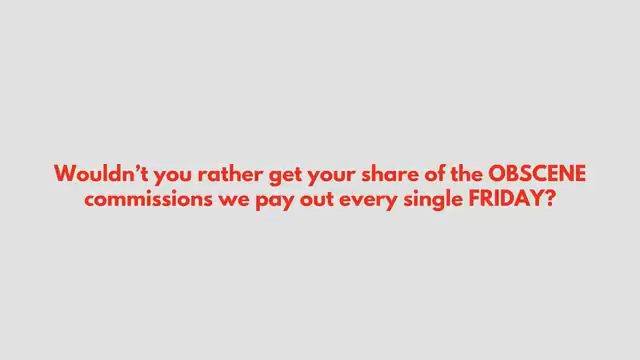 Wouldn’t you rather get your share of the OBSCENE
commissions we pay out every single FRIDAY?